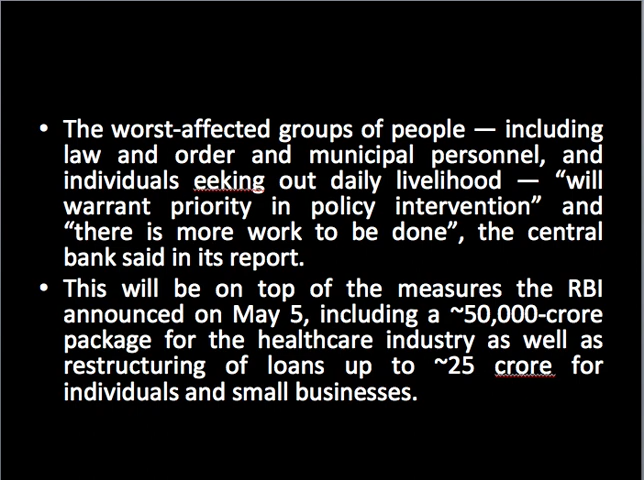 • The worst-affected groups of people — including
law and order and municipal personnel, and
individuals eeking out daily livelihood — “will
warrant priority in policy intervention” and
“there is more work to be done”, the central
bank said in its report.
• This will be on top of the measures the RBI
announced on May 5, including a ~50,000-crore
package for the healthcare industry as well as
restructuring of loans up to ~25 crore for
individuals and small businesses.